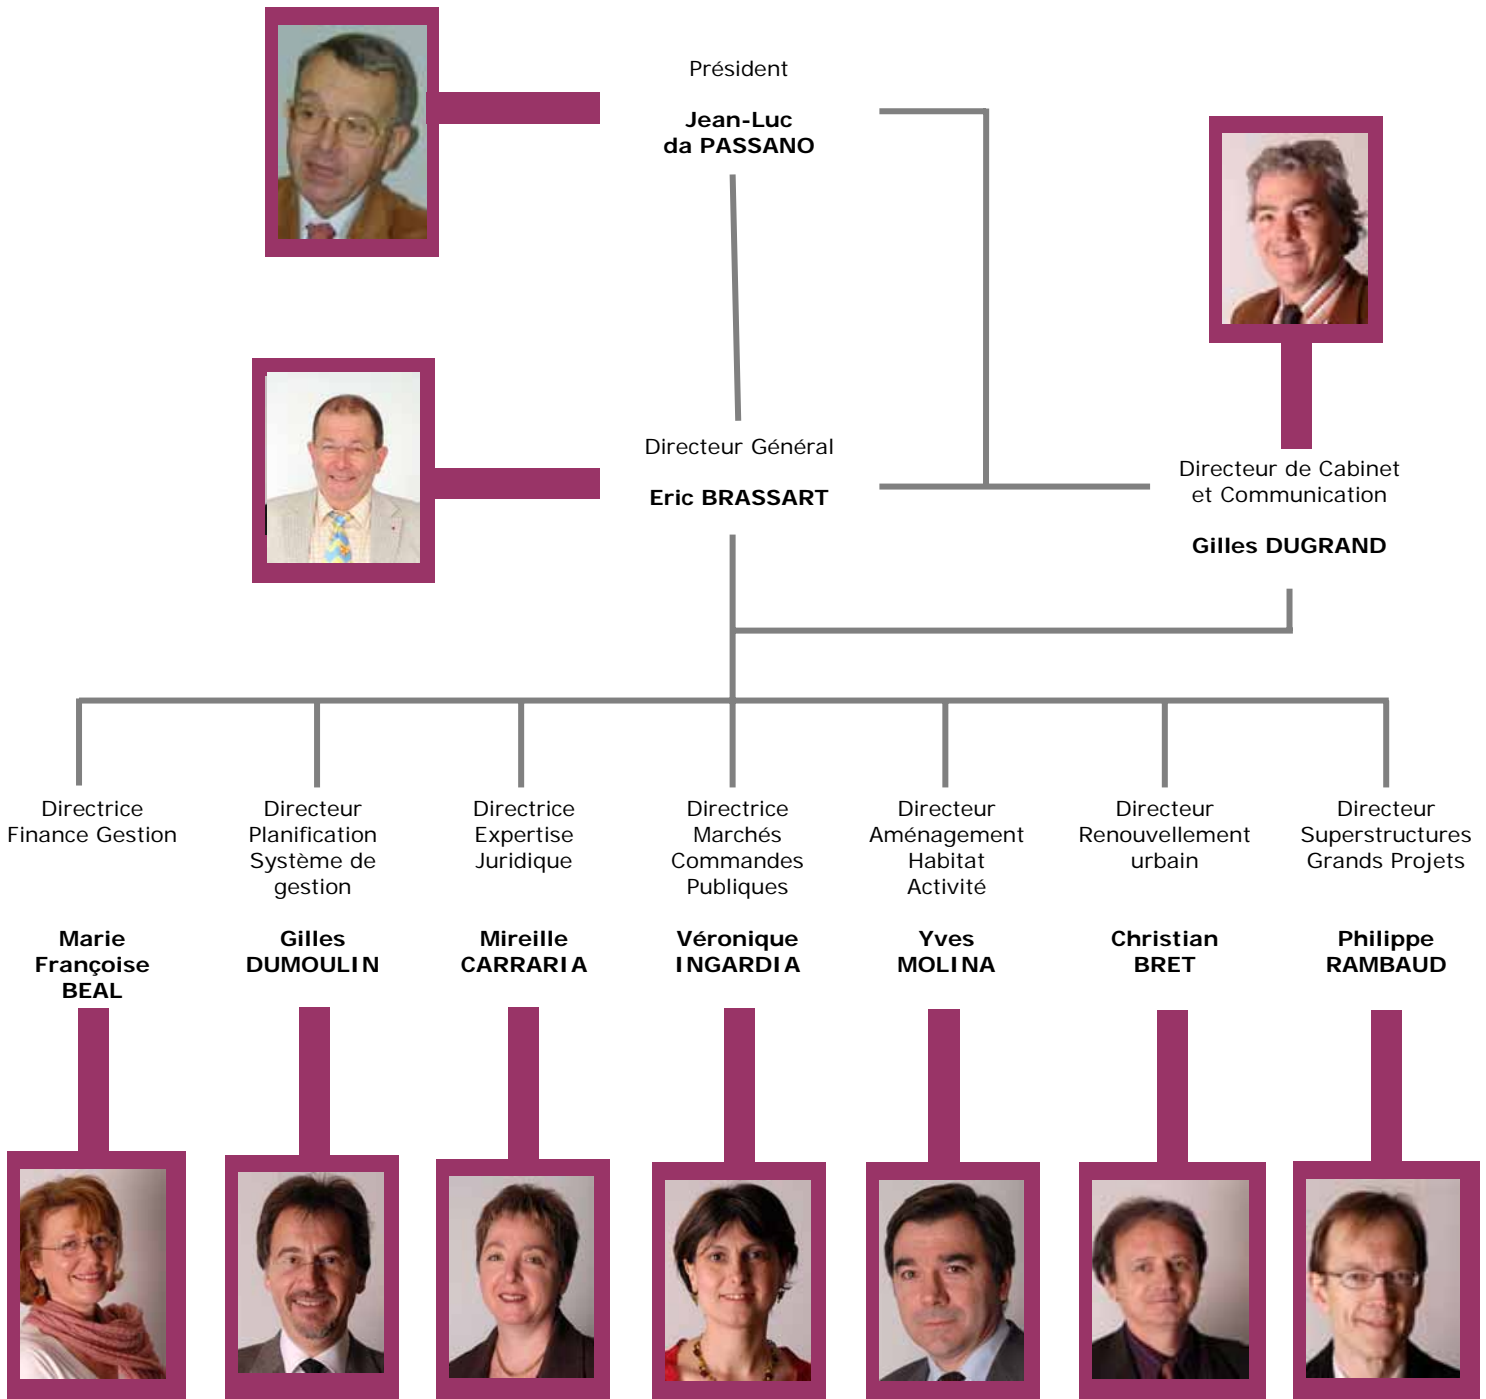 Président
Jean-Luc
da PASSANO
Directeur Général
Eric BRASSART
Directeur de Cabinet
et Communication
Gilles DUGRAND
Directrice
Finance Gestion
Marie
Françoise
BEAL
Directeur
Planification
Système de
gestion
Gilles
DUMOULIN
Directrice
Expertise
Juridique
Mireille
CARRARIA
Directrice
Marchés
Commandes
Publiques
Véronique
INGARDIA
Directeur
Aménagement
Habitat
Activité
Yves
MOLINA
Directeur
Renouvellement
urbain
Christian
BRET
Directeur
Superstructures
Grands Projets
Philippe
RAMBAUD